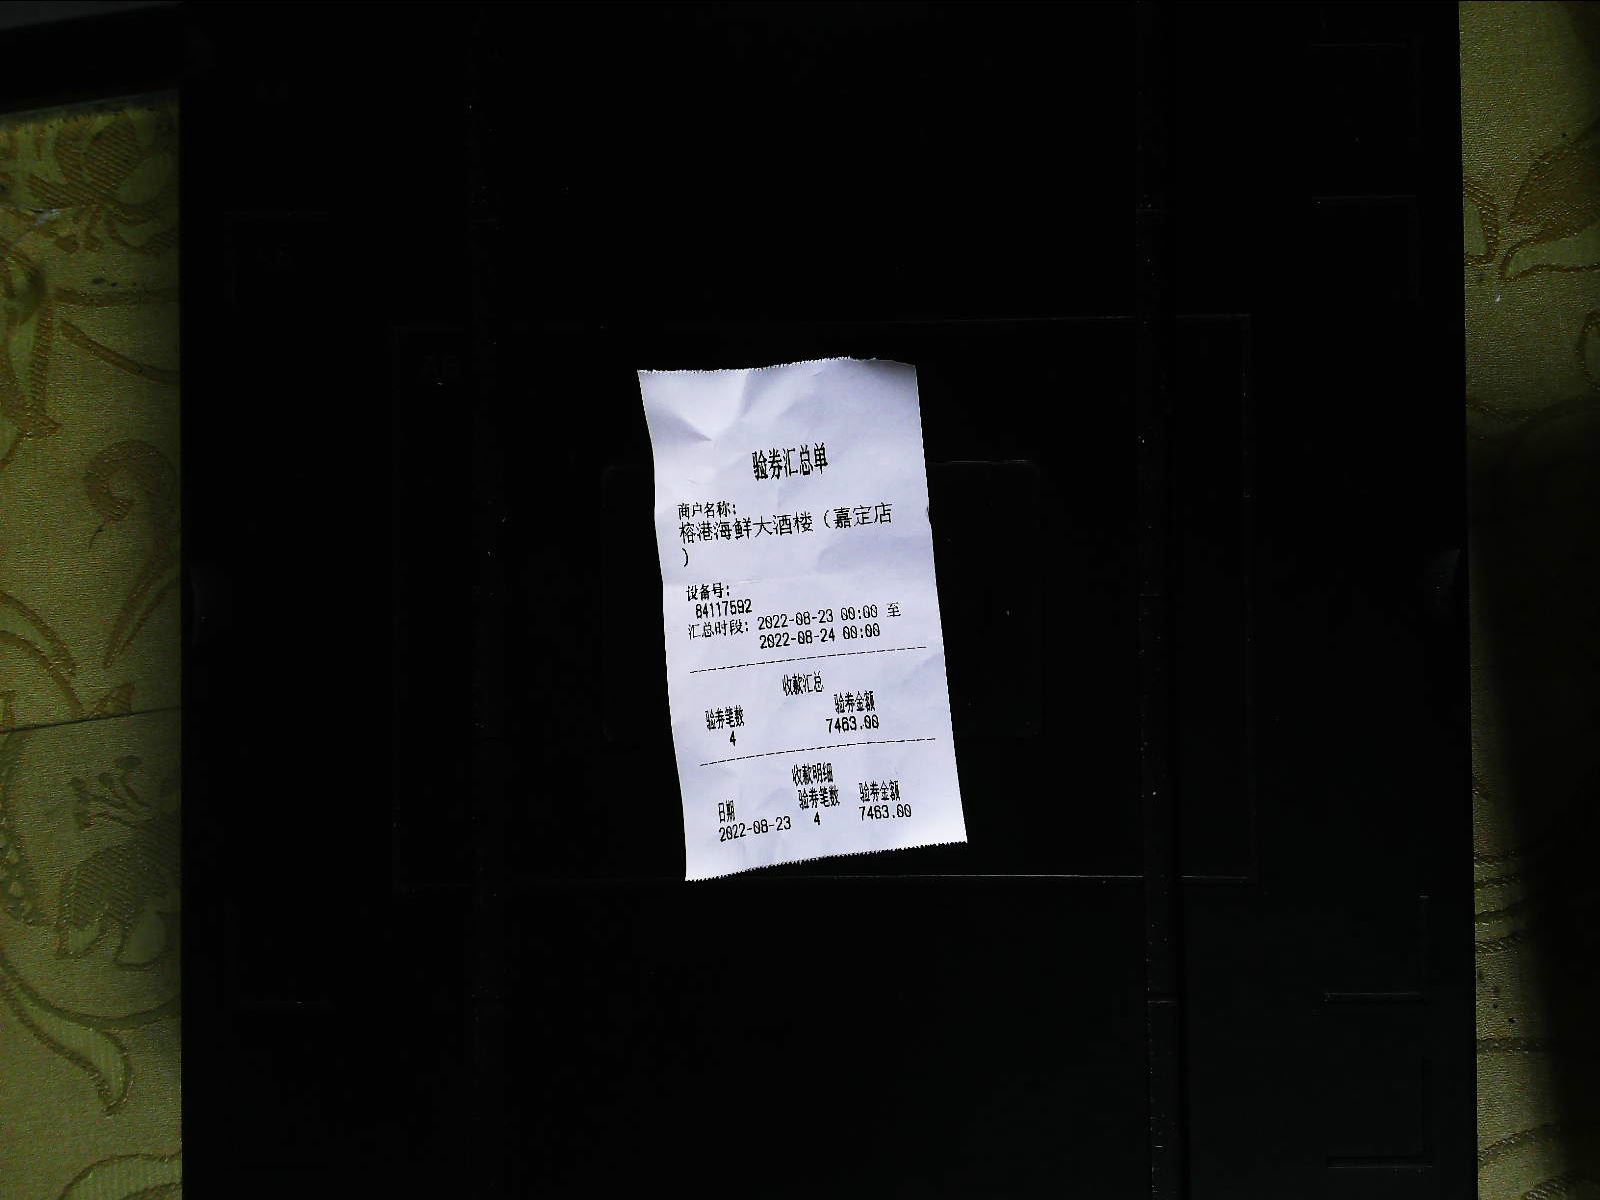 验券汇总单
商户名称:
榕港海鲜大酒楼（嘉定店
）
设备号:
84117592
汇总时段: 2022-08-23 00:00 至
2022-08-24 00:00
收款汇总
验券笔数 验券金额
4 7463.00
收款明细
日期 验券笔数 验券金额
2022-08-23 4 7463.00